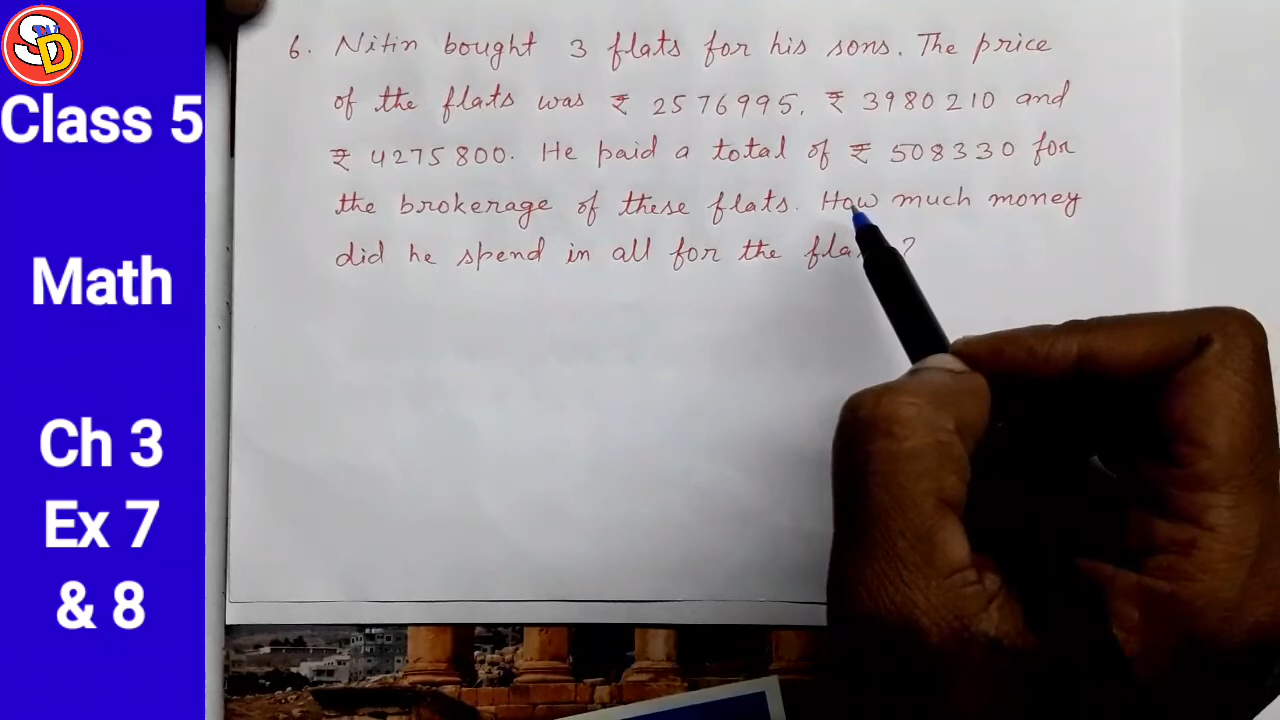 SD
Class 5
Math
Ch 3
Ex 7
& 8
6. Nitin bought 3 flats for his sons. The price
of the flats was ₹ 2576995, ₹ 3980210 and
₹ 4275800. He paid a total of ₹ 508330 for
the brokerage of these flats. How much money
did he spend in all for the ?